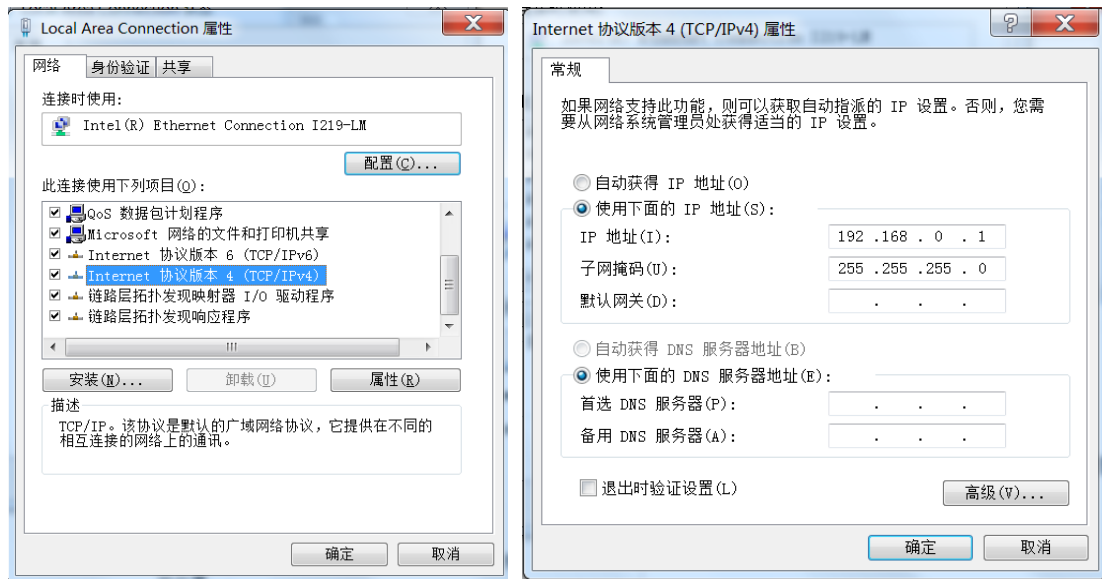 Local Area Connection 属性
网络
身份验证
共享
连接时使用:
Intel(R) Ethernet Connection I219-LM
配置(C)...
此连接使用下列项目(O):
QoS 数据包计划程序
Microsoft 网络的文件和打印机共享
Internet 协议版本 6 (TCP/IPv6)
Internet 协议版本 4 (TCP/IPv4)
链路层拓扑发现映射器 I/O 驱动程序
链路层拓扑发现响应程序
安装(N)...
卸载(U)
属性(R)
描述
TCP/IP。该协议是默认的广域网络协议，它提供在不同的
相互连接的网络上的通讯。
确定
取消
Internet 协议版本 4 (TCP/IPv4) 属性
常规
如果网络支持此功能，则可以获取自动指派的 IP 设置。否则，您需
要从网络系统管理员处获得适当的 IP 设置。
自动获得 IP 地址(O)
使用下面的 IP 地址(S):
IP 地址(I):
192 .168 . 0 . 1
子网掩码(U):
255 .255 .255 . 0
默认网关(D):
. . .
自动获得 DNS 服务器地址(B)
使用下面的 DNS 服务器地址(E):
首选 DNS 服务器(P):
. . .
备用 DNS 服务器(A):
. . .
退出时验证设置(L)
高级(V)...
确定
取消